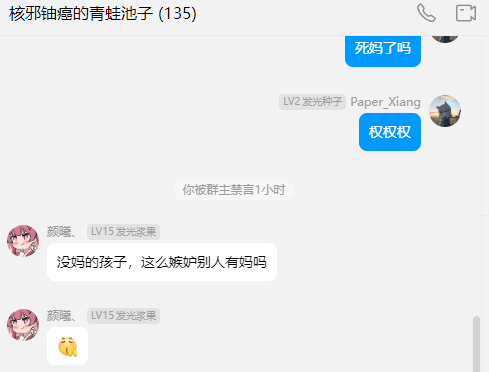 核邪铀癌的青蛙池子 (135)
死妈了吗
LV2 发光种子 Paper_Xiang
权权权
你被群主禁言1小时
颜曦、 LV15 发光浆果
没妈的孩子，这么嫉妒别人有妈吗
颜曦、 LV15 发光浆果